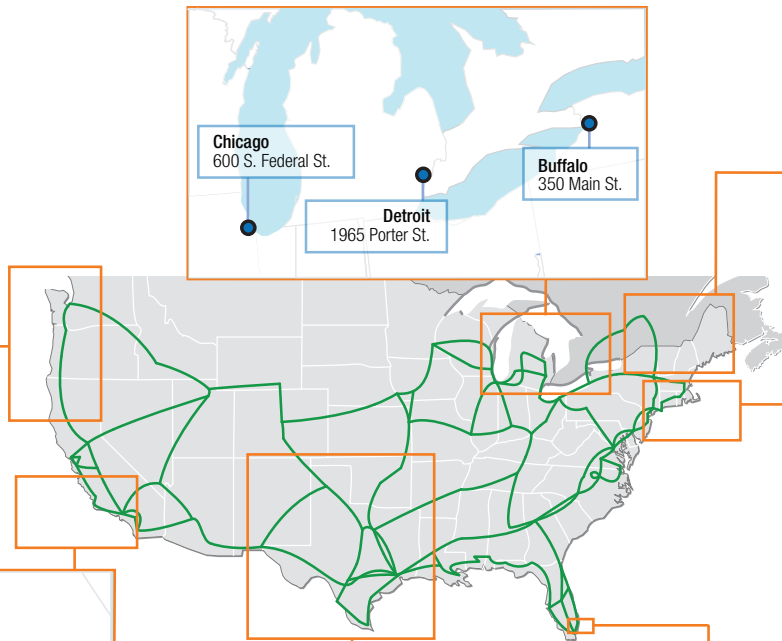 Chicago
600 S. Federal St.
Buffalo
350 Main St.
Detroit
1965 Porter St.